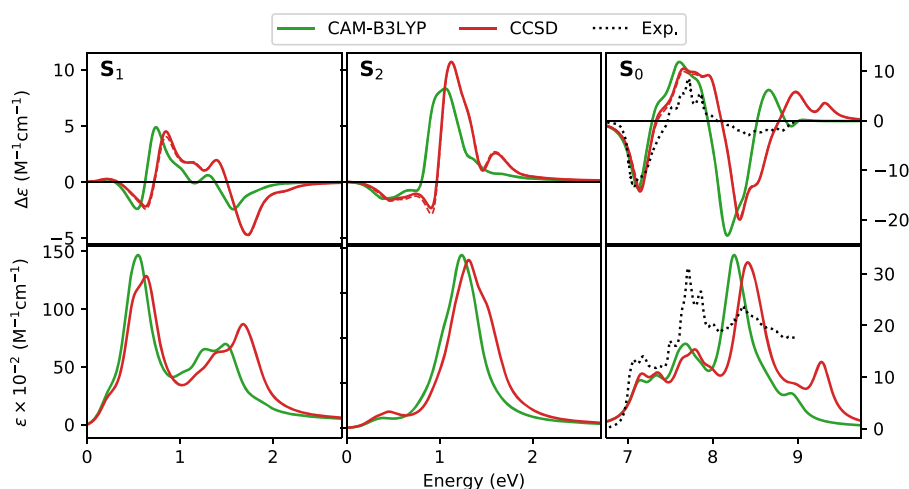 CAM-B3LYP CCSD Exp.
S₁ S₂ S₀
10
5
0
−5
Δε (M⁻¹cm⁻¹)
10
0
−10
−20
150
100
50
0
ε × 10⁻² (M⁻¹cm⁻¹)
30
20
10
0
0 1 2 0 1 2 7 8 9
Energy (eV)